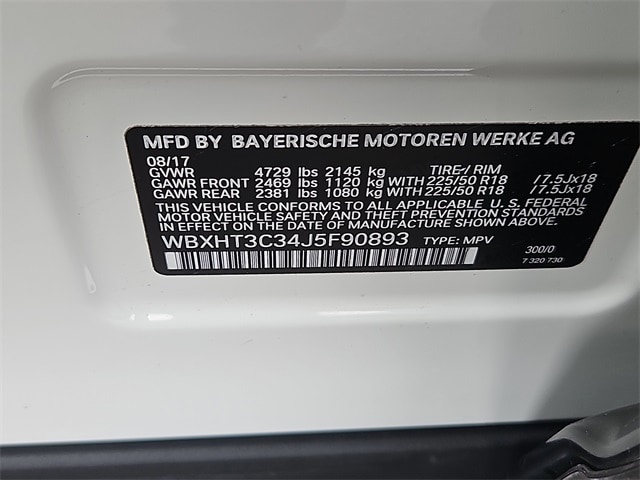 MFD BY BAYERISCHE MOTOREN WERKE AG
08/17
GVWR 4729 lbs 2145 kg TIRE / RIM
GAWR FRONT 2469 lbs 1120 kg WITH 225/50 R18 /7.5Jx18
GAWR REAR 2381 lbs 1080 kg WITH 225/50 R18 /7.5Jx18
THIS VEHICLE CONFORMS TO ALL APPLICABLE U. S. FEDERAL
MOTOR VEHICLE SAFETY AND THEFT PREVENTION STANDARDS
IN EFFECT ON THE DATE OF MANUFACTURE SHOWN ABOVE.
WBXHT3C34J5F90893 TYPE: MPV
300/0
7 320 730